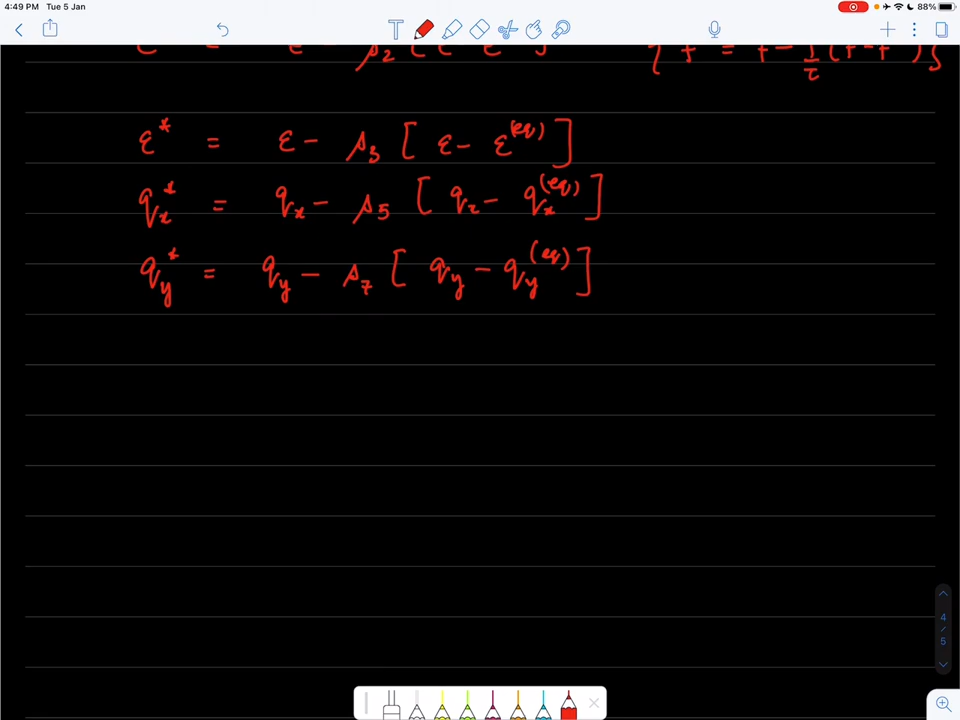 4:49 PM Tue 5 Jan 88%
T
ε* = ε - s₃ [ ε - ε^(eq) ]
q_x* = q_x - s₅ [ q_x - q_x^(eq) ]
q_y* = q_y - s₇ [ q_y - q_y^(eq) ]
4
/
5